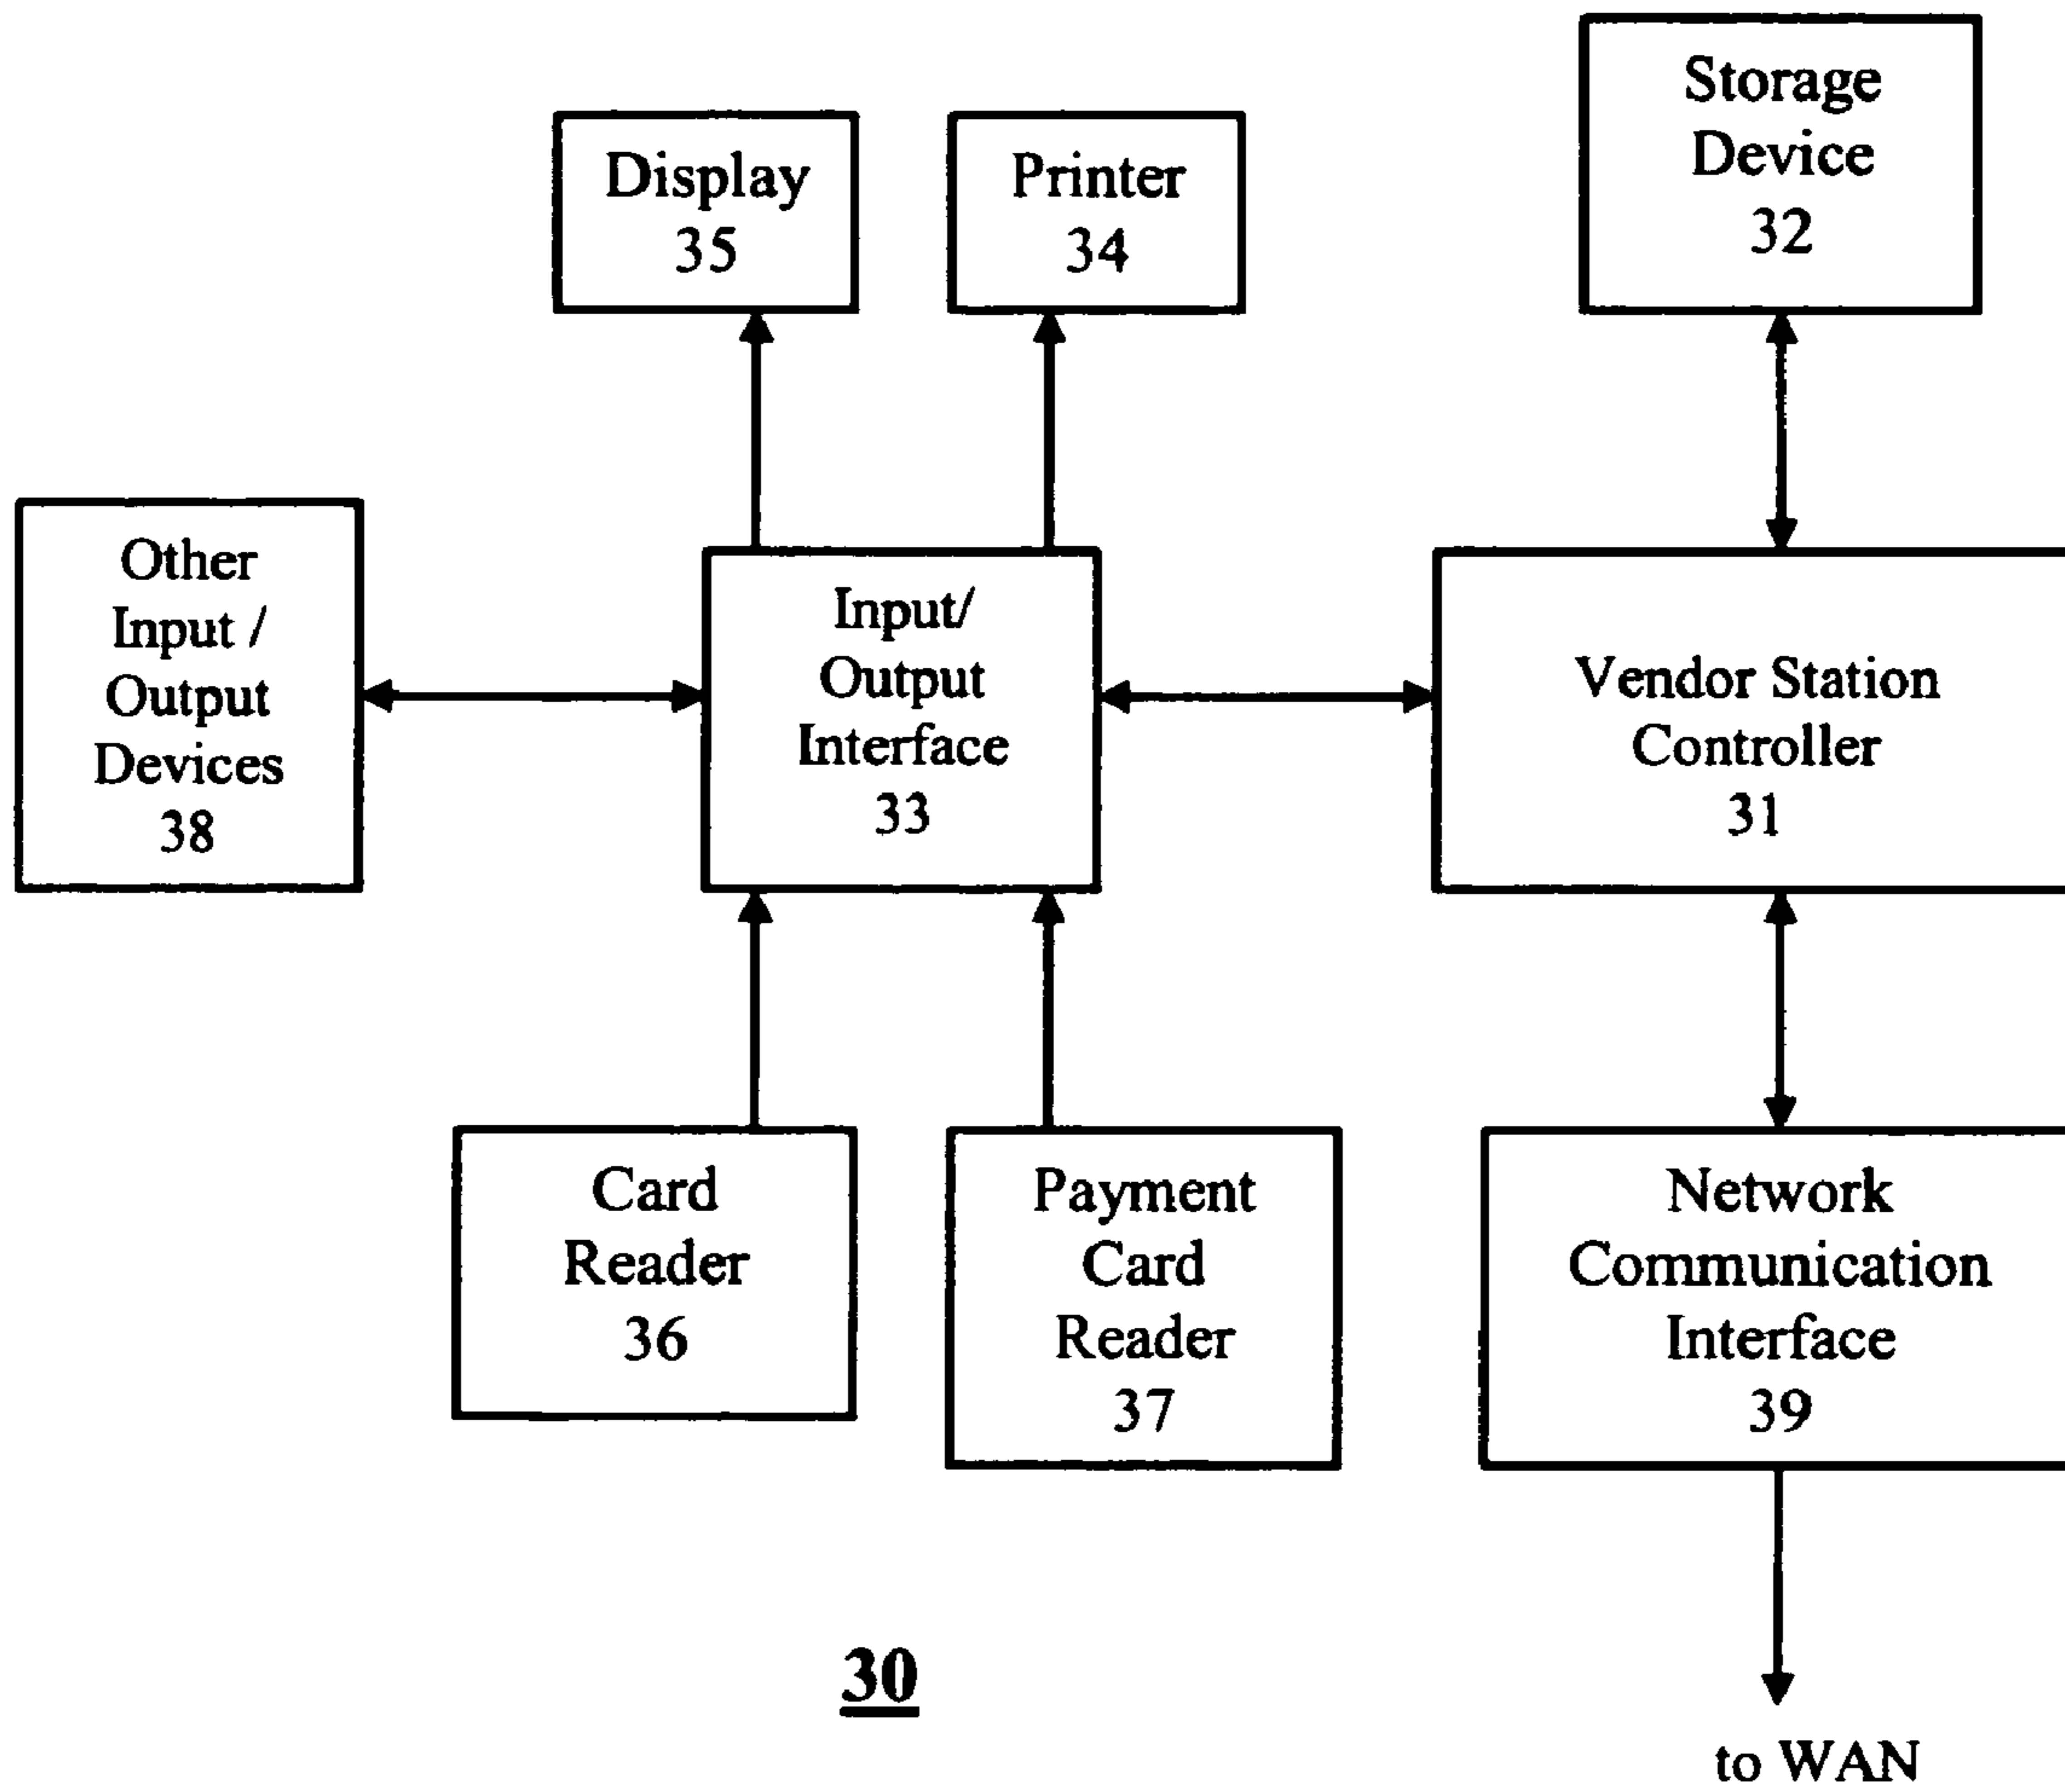 Storage
Device
32
Display
35
Printer
34
Other
Input /
Output
Devices
38
Input/
Output
Interface
33
Vendor Station
Controller
31
Card
Reader
36
Payment
Card
Reader
37
Network
Communication
Interface
39
30
to WAN